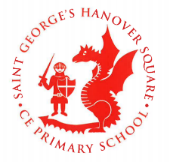 SAINT GEORGE'S HANOVER SQUARE
• CE PRIMARY SCHOOL •